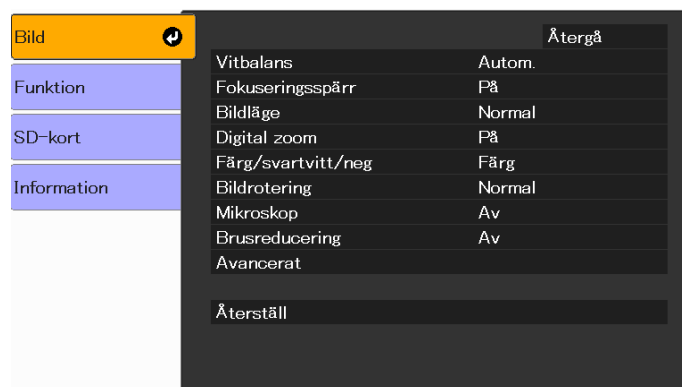 Bild
Funktion
SD-kort
Information
Återgå
Vitbalans Autom.
Fokuseringsspärr På
Bildläge Normal
Digital zoom På
Färg/svartvitt/neg Färg
Bildrotering Normal
Mikroskop Av
Brusreducering Av
Avancerat
Återställ